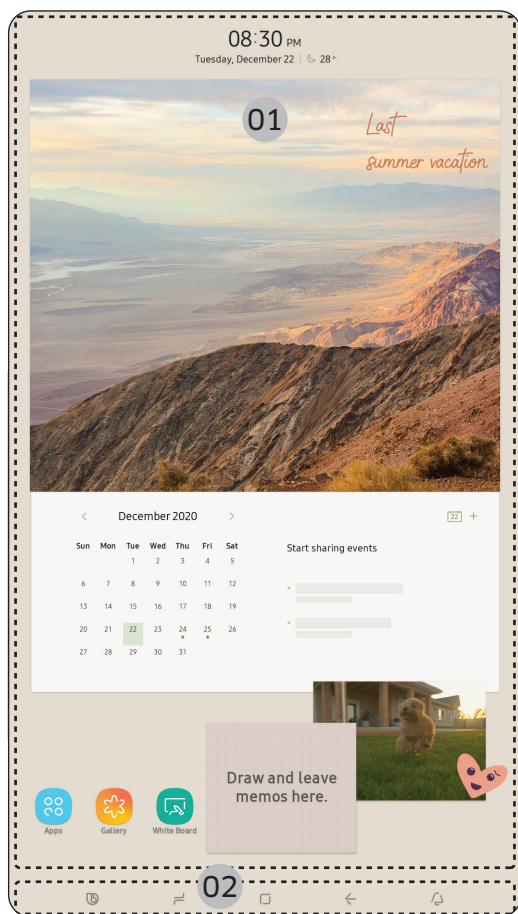 08:30 PM
Tuesday, December 22 | 28°
01
Last
summer vacation
December 2020
22
Sun Mon Tue Wed Thu Fri Sat
1 2 3 4 5
6 7 8 9 10 11 12
13 14 15 16 17 18 19
20 21 22 23 24 25 26
27 28 29 30 31
Start sharing events
Draw and leave
memos here.
Apps Gallery White Board
02